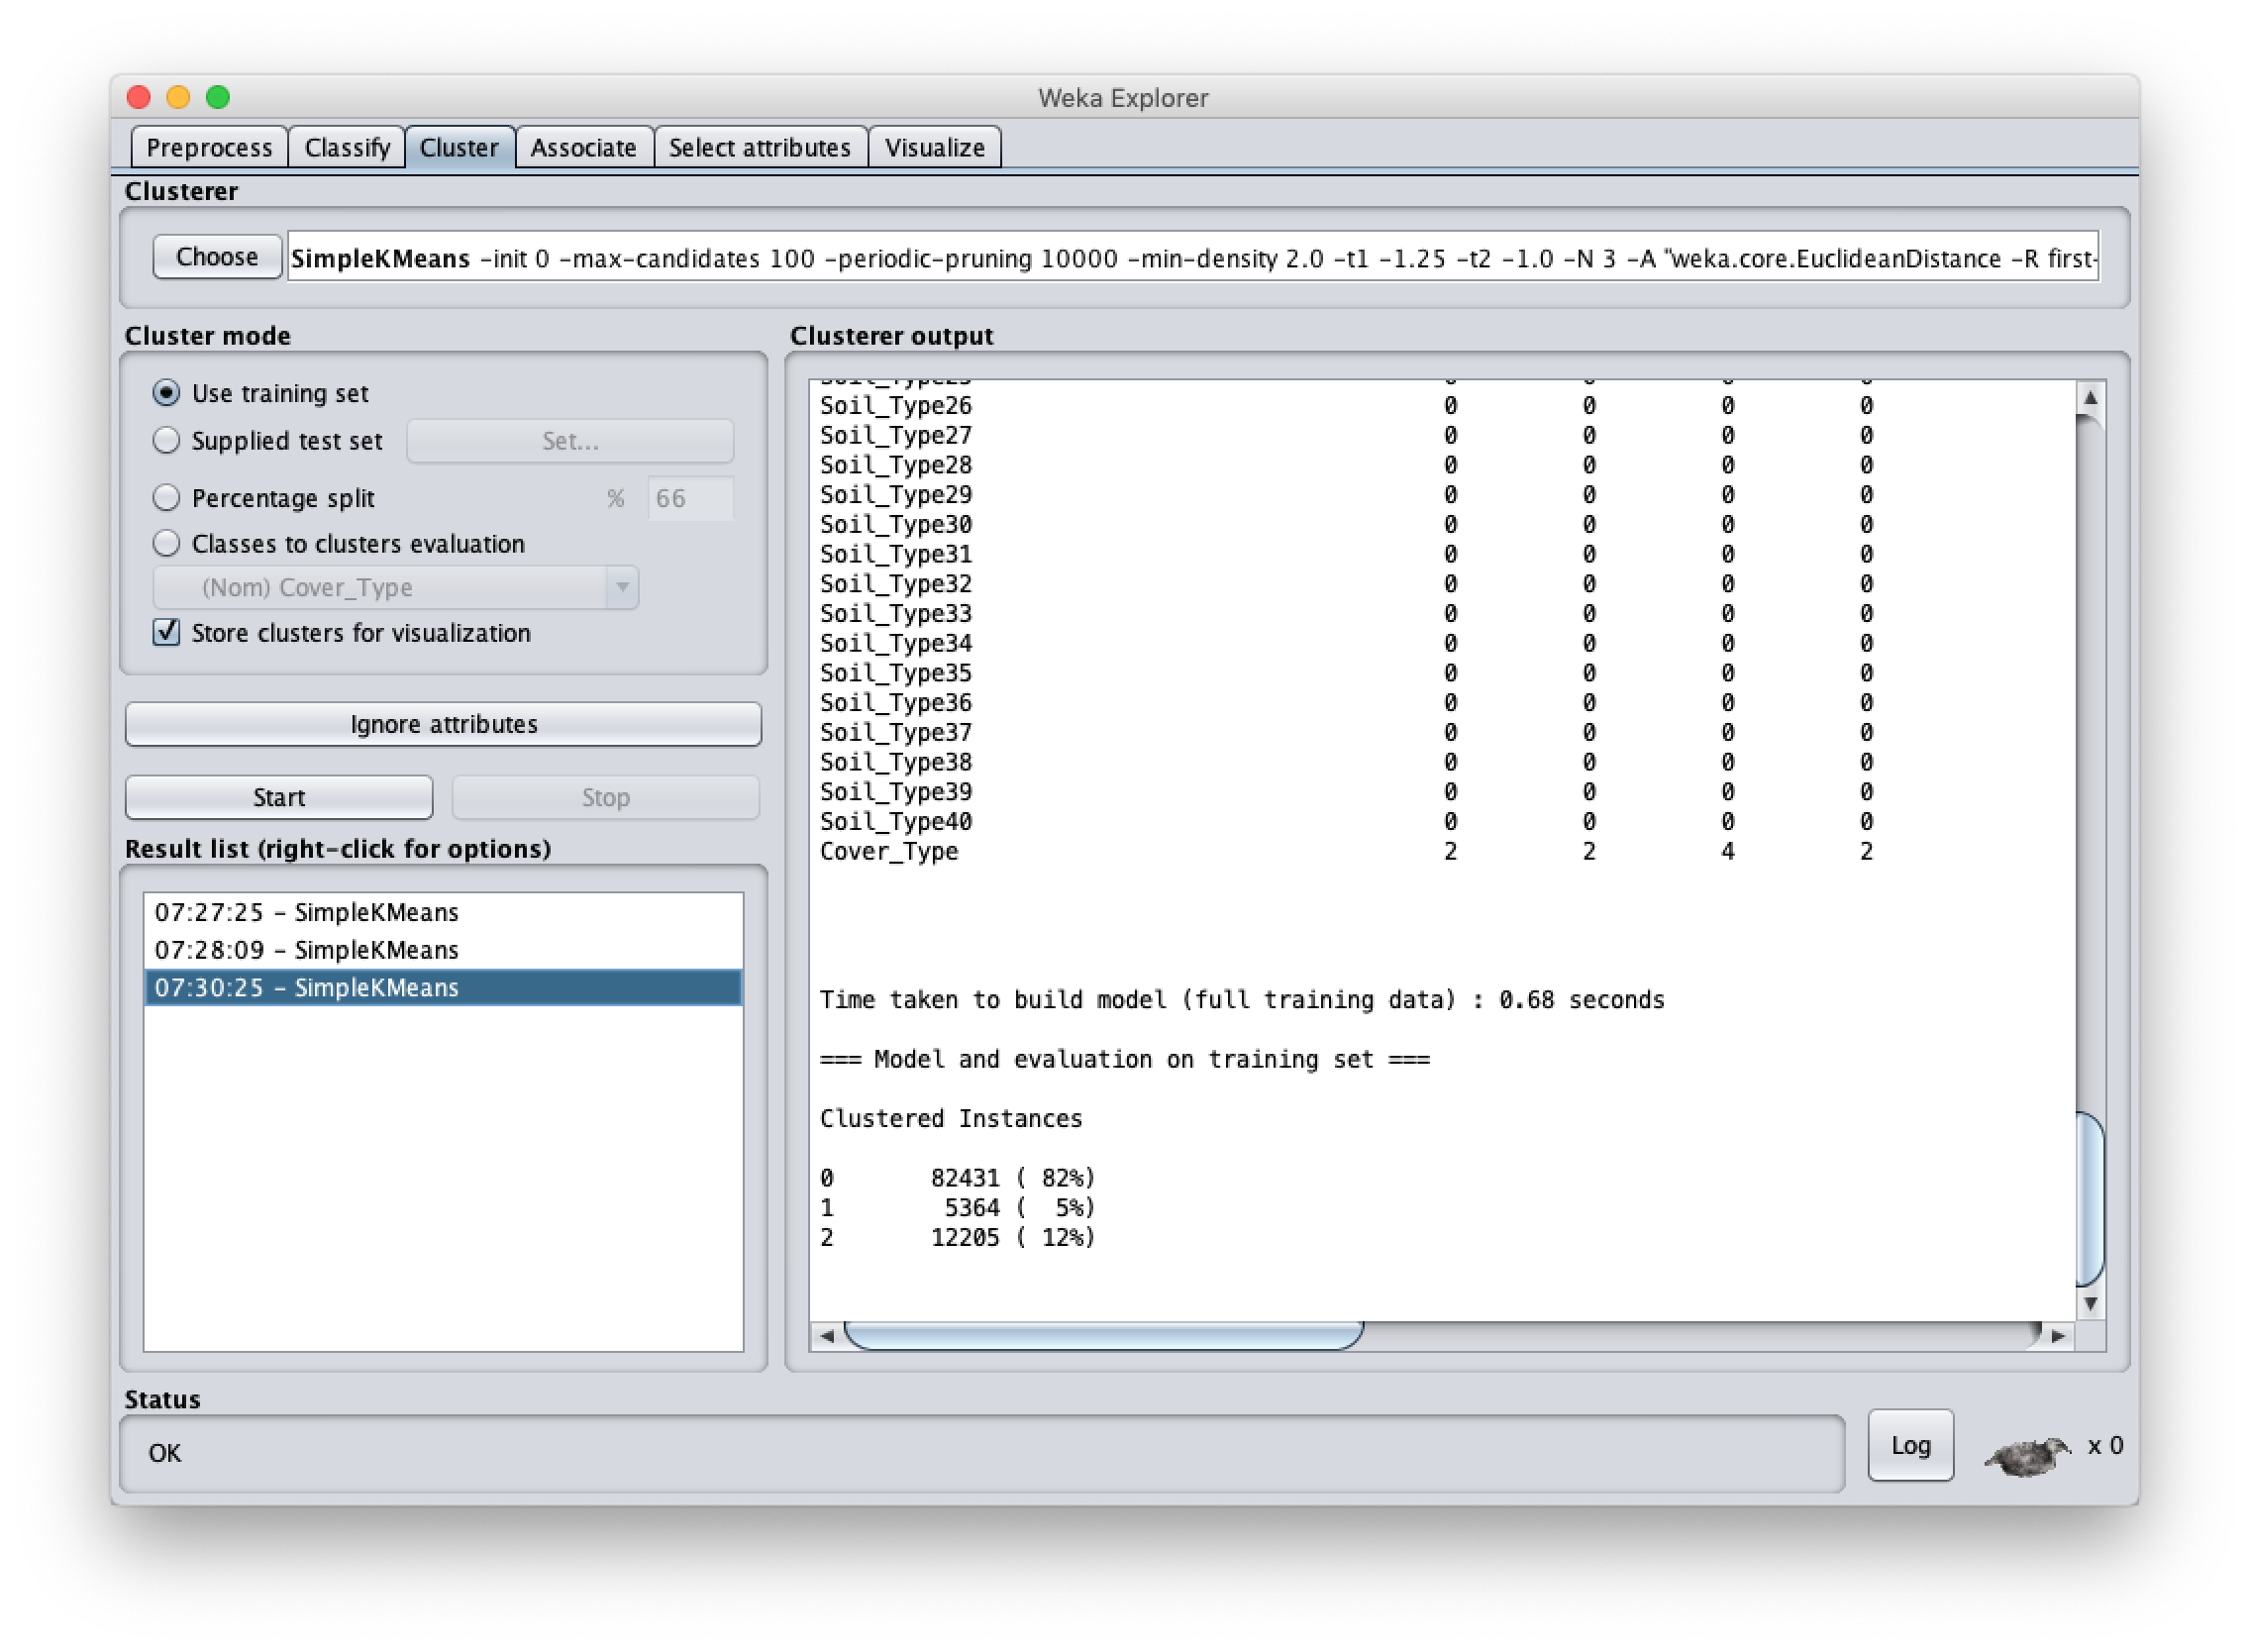 Weka Explorer
Preprocess Classify Cluster Associate Select attributes Visualize
Clusterer
Choose SimpleKMeans -init 0 -max-candidates 100 -periodic-pruning 10000 -min-density 2.0 -t1 -1.25 -t2 -1.0 -N 3 -A "weka.core.EuclideanDistance -R first-
Cluster mode
Use training set
Supplied test set Set...
Percentage split % 66
Classes to clusters evaluation
(Nom) Cover_Type
Store clusters for visualization
Ignore attributes
Start Stop
Result list (right-click for options)
07:27:25 - SimpleKMeans
07:28:09 - SimpleKMeans
07:30:25 - SimpleKMeans
Clusterer output
Soil_Type26 0 0 0 0
Soil_Type27 0 0 0 0
Soil_Type28 0 0 0 0
Soil_Type29 0 0 0 0
Soil_Type30 0 0 0 0
Soil_Type31 0 0 0 0
Soil_Type32 0 0 0 0
Soil_Type33 0 0 0 0
Soil_Type34 0 0 0 0
Soil_Type35 0 0 0 0
Soil_Type36 0 0 0 0
Soil_Type37 0 0 0 0
Soil_Type38 0 0 0 0
Soil_Type39 0 0 0 0
Soil_Type40 0 0 0 0
Cover_Type 2 2 4 2
Time taken to build model (full training data) : 0.68 seconds
=== Model and evaluation on training set ===
Clustered Instances
0 82431 ( 82%)
1 5364 ( 5%)
2 12205 ( 12%)
Status
OK
Log x 0